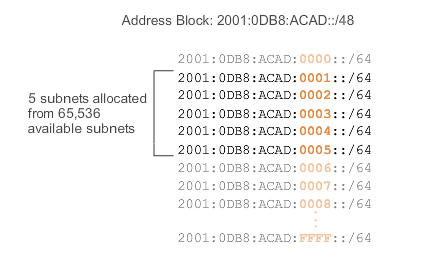 Address Block: 2001:0DB8:ACAD::/48
2001:0DB8:ACAD:0000::/64
2001:0DB8:ACAD:0001::/64
5 subnets allocated
from 65,536
available subnets
2001:0DB8:ACAD:0002::/64
2001:0DB8:ACAD:0003::/64
2001:0DB8:ACAD:0004::/64
2001:0DB8:ACAD:0005::/64
2001:0DB8:ACAD:0006::/64
2001:0DB8:ACAD:0007::/64
2001:0DB8:ACAD:0008::/64
2001:0DB8:ACAD:FFFF::/64